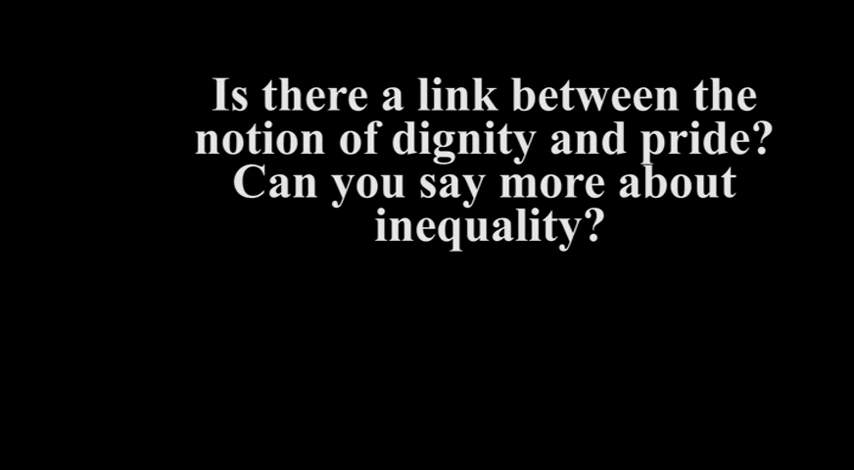 Is there a link between the
notion of dignity and pride?
Can you say more about
inequality?